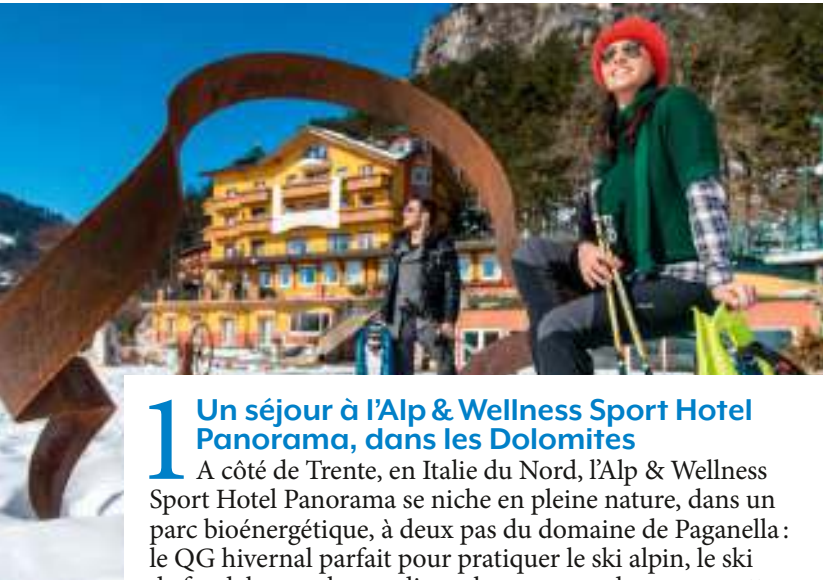 1 Un séjour à l'Alp & Wellness Sport Hotel
Panorama, dans les Dolomites
A côté de Trente, en Italie du Nord, l'Alp & Wellness
Sport Hotel Panorama se niche en pleine nature, dans un
parc bioénergétique, à deux pas du domaine de Paganella :
le QG hivernal parfait pour pratiquer le ski alpin, le ski